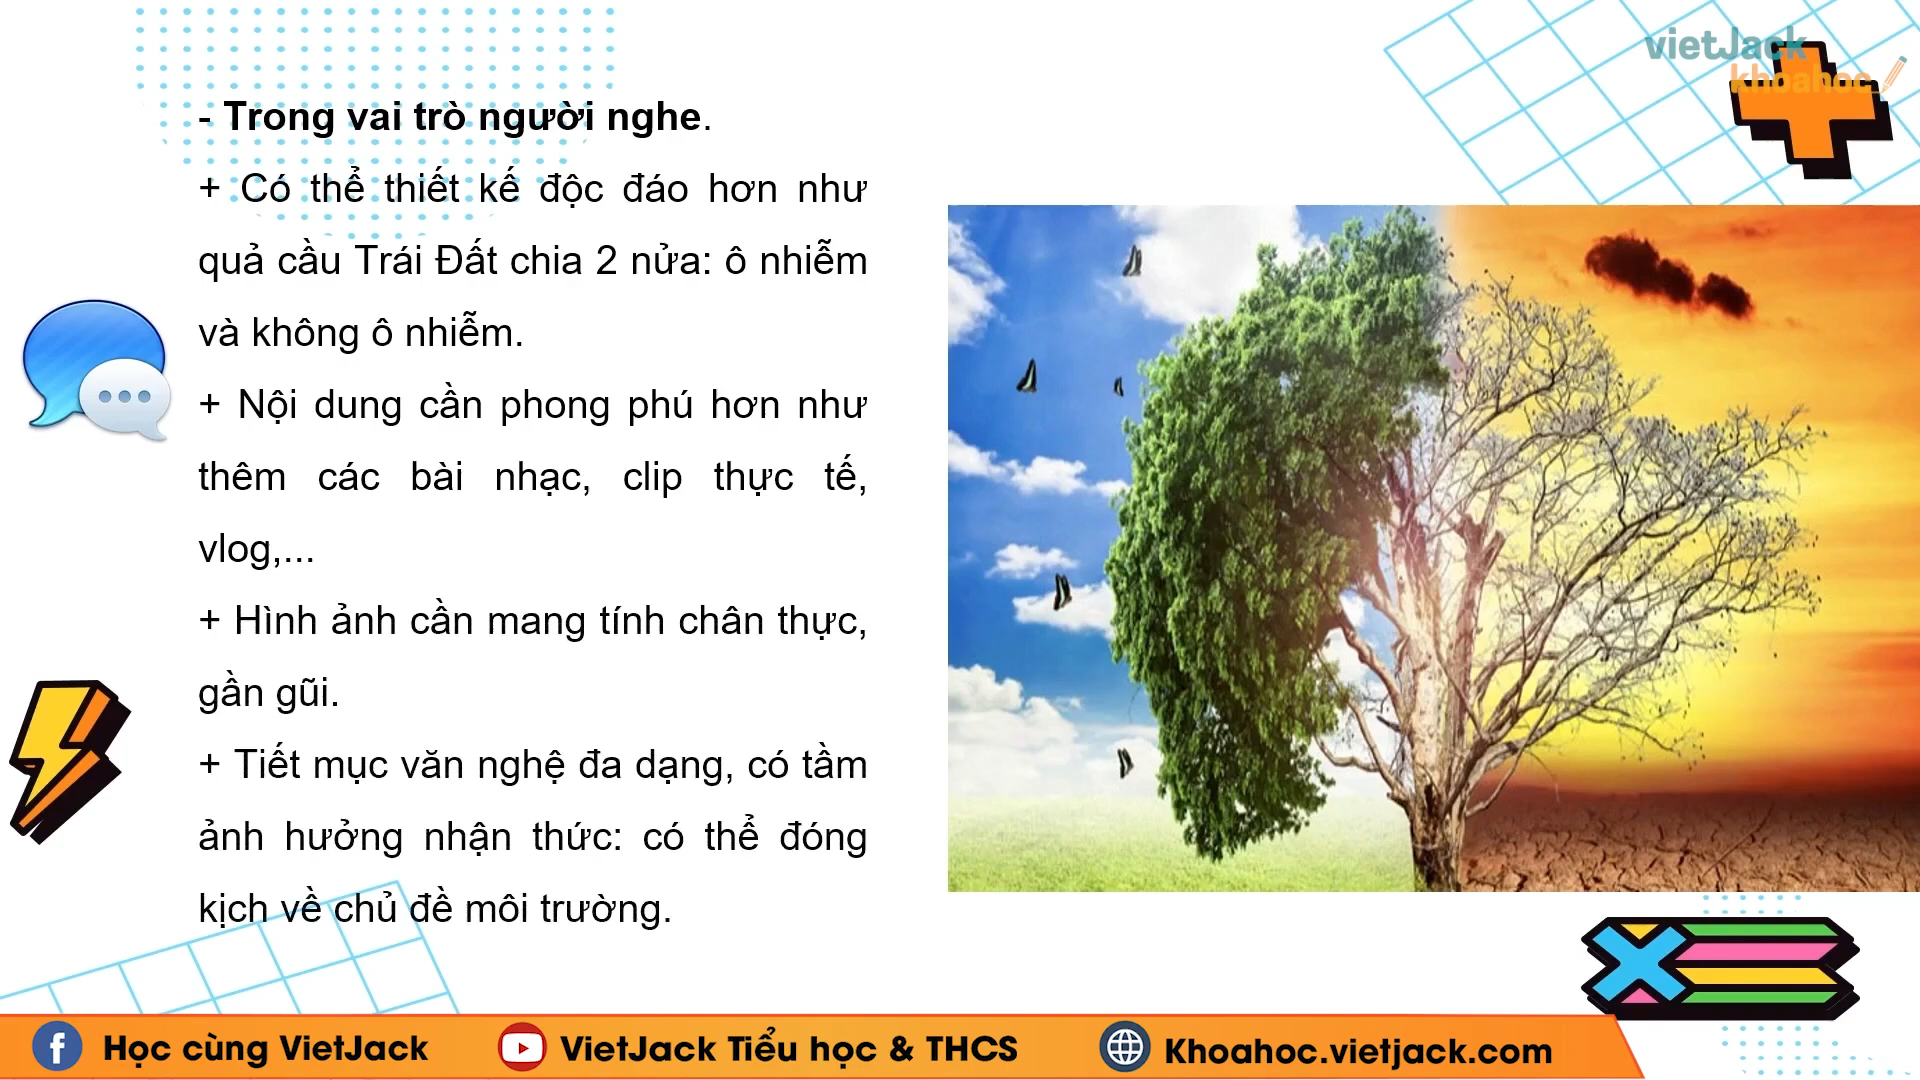 vietJack
khoahoc
- Trong vai trò người nghe.
+ Có thể thiết kế độc đáo hơn như
quả cầu Trái Đất chia 2 nửa: ô nhiễm
và không ô nhiễm.
+ Nội dung cần phong phú hơn như
thêm các bài nhạc, clip thực tế,
vlog,...
+ Hình ảnh cần mang tính chân thực,
gần gũi.
+ Tiết mục văn nghệ đa dạng, có tầm
ảnh hưởng nhận thức: có thể đóng
kịch về chủ đề môi trường.
Học cùng VietJack
VietJack Tiểu học & THCS
Khoahoc.vietjack.com